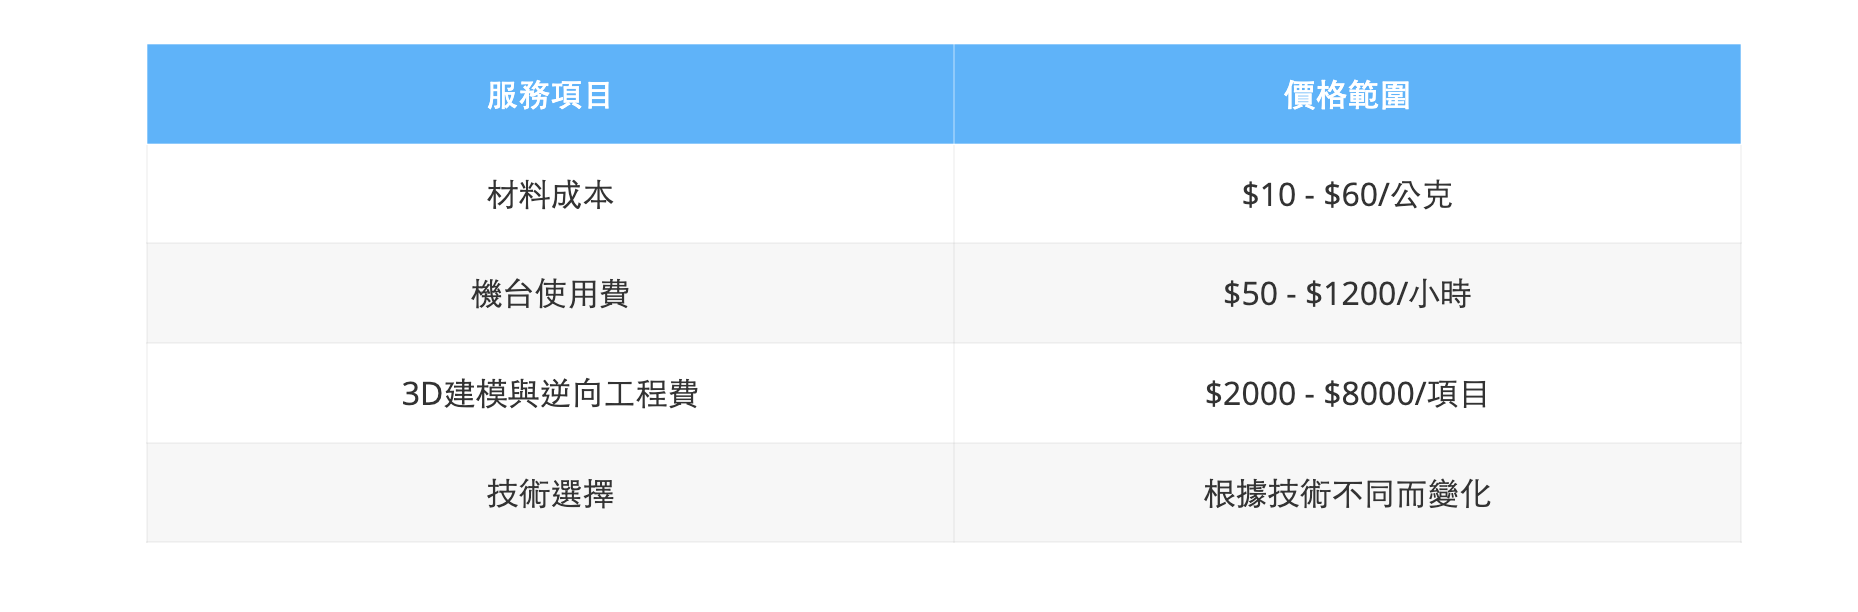 服務項目 價格範圍
材料成本 $10 - $60/公克
機台使用費 $50 - $1200/小時
3D建模與逆向工程費 $2000 - $8000/項目
技術選擇 根據技術不同而變化